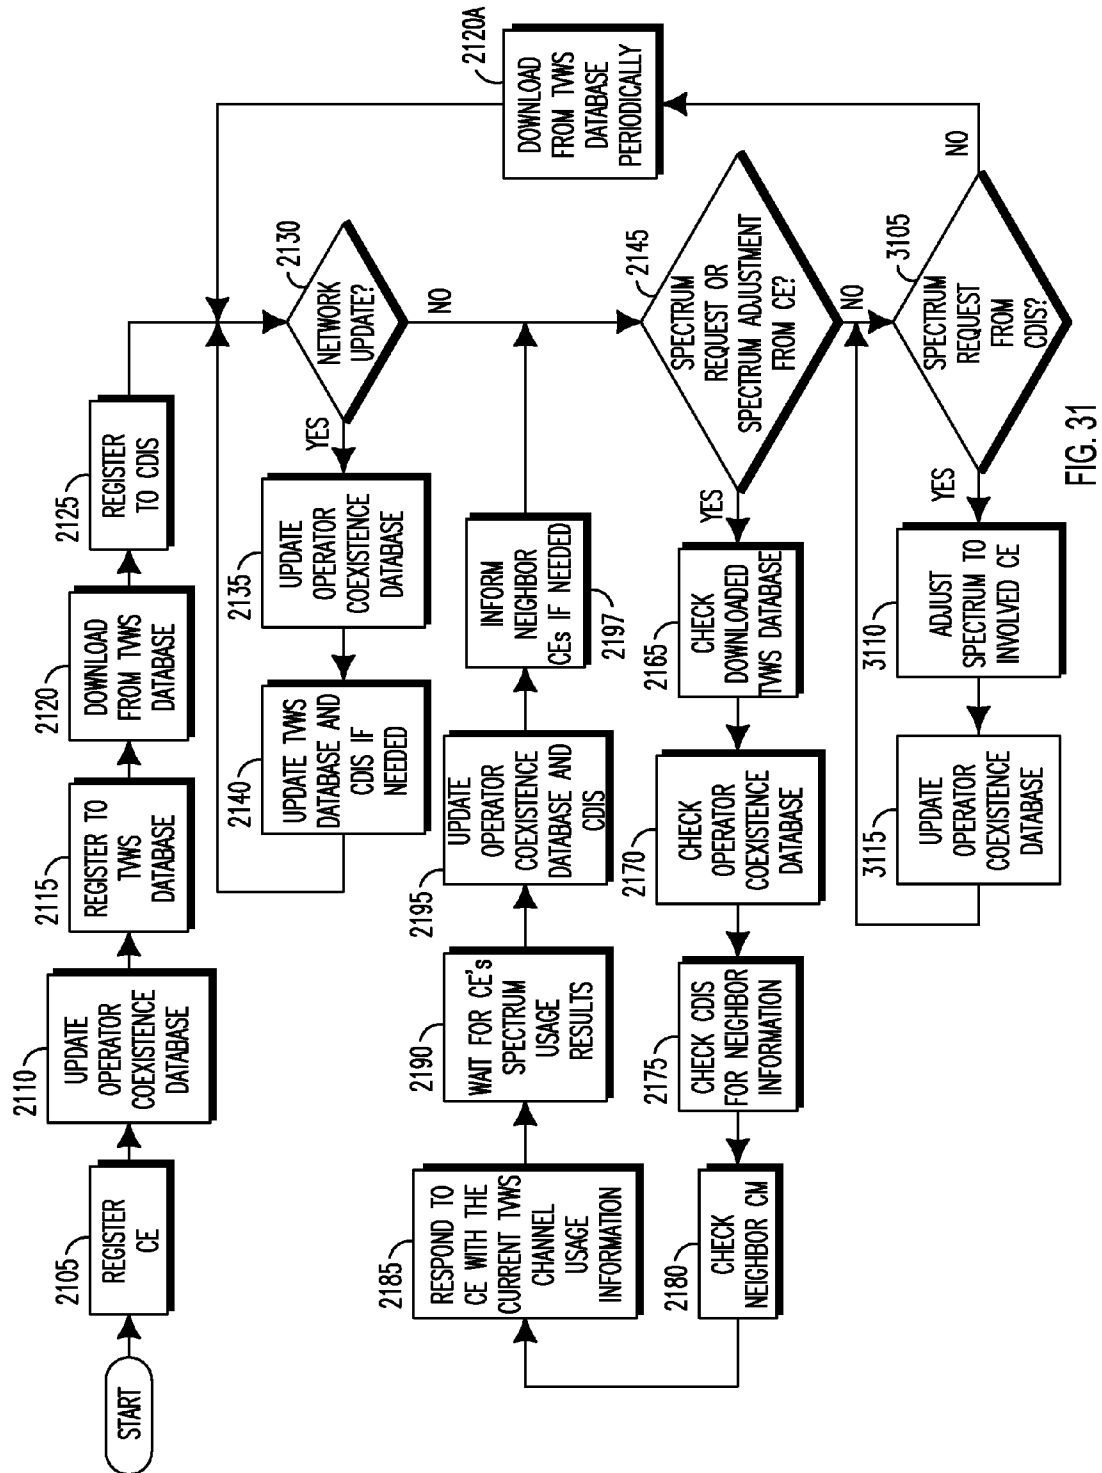 START
2105
REGISTER
CE
2110
UPDATE
OPERATOR
COEXISTENCE
DATABASE
2115
REGISTER TO
TVWS
DATABASE
2120
DOWNLOAD
FROM TVWS
DATABASE
2125
REGISTER
TO CDIS
2130
NETWORK
UPDATE?
YES
NO
2135
UPDATE
OPERATOR
COEXISTENCE
DATABASE
2140
UPDATE TVWS
DATABASE AND
CDIS IF
NEEDED
2120A
DOWNLOAD
FROM TVWS
DATABASE
PERIODICALLY
2145
SPECTRUM
REQUEST OR
SPECTRUM ADJUSTMENT
FROM CE?
YES
NO
2165
CHECK
DOWNLOADED
TVWS DATABASE
2170
CHECK
OPERATOR
COEXISTENCE
DATABASE
2175
CHECK CDIS
FOR NEIGHBOR
INFORMATION
2180
CHECK
NEIGHBOR CM
2185
RESPOND TO
CE WITH THE
CURRENT TVWS
CHANNEL
USAGE
INFORMATION
2190
WAIT FOR CE's
SPECTRUM
USAGE
RESULTS
2195
UPDATE
OPERATOR
COEXISTENCE
DATABASE AND
CDIS
2197
INFORM
NEIGHBOR
CEs IF NEEDED
3105
SPECTRUM
REQUEST
FROM
CDIS?
YES
NO
3110
ADJUST
SPECTRUM TO
INVOLVED CE
3115
UPDATE
OPERATOR
COEXISTENCE
DATABASE
FIG. 31